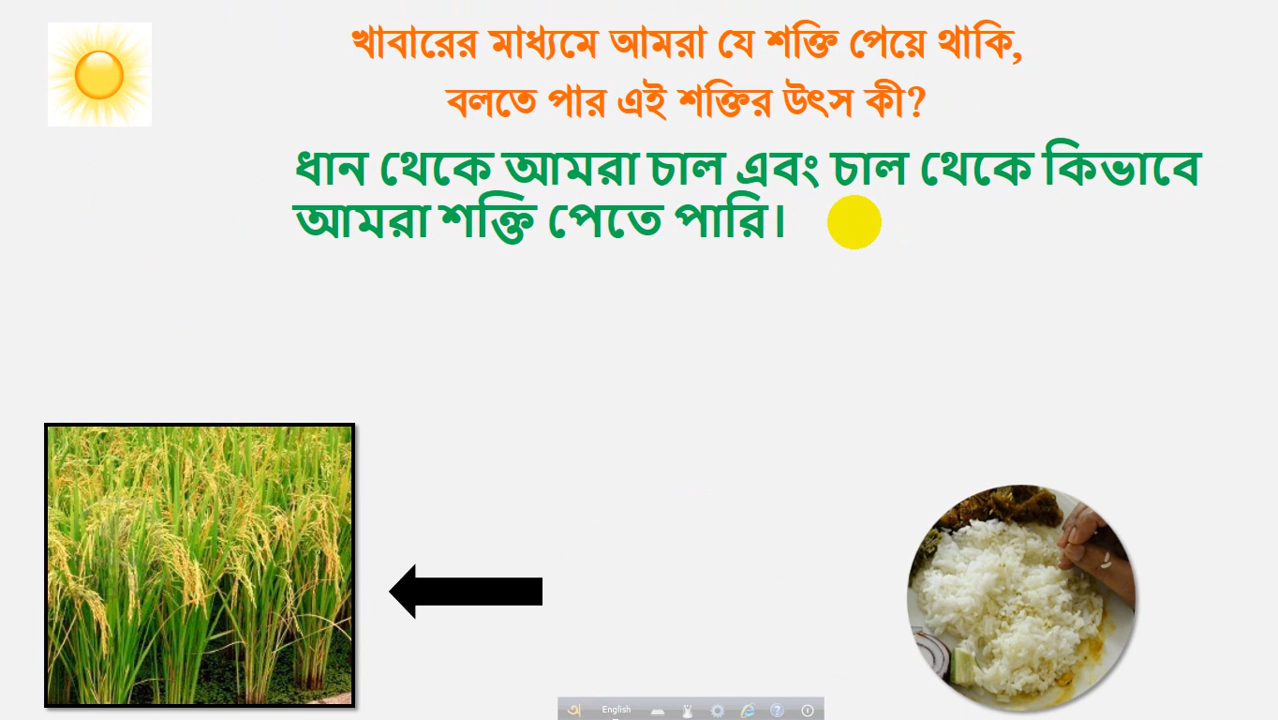 খাবারের মাধ্যমে আমরা যে শক্তি পেয়ে থাকি,
বলতে পার এই শক্তির উৎস কী?
ধান থেকে আমরা চাল এবং চাল থেকে কিভাবে
আমরা শক্তি পেতে পারি।
অ English